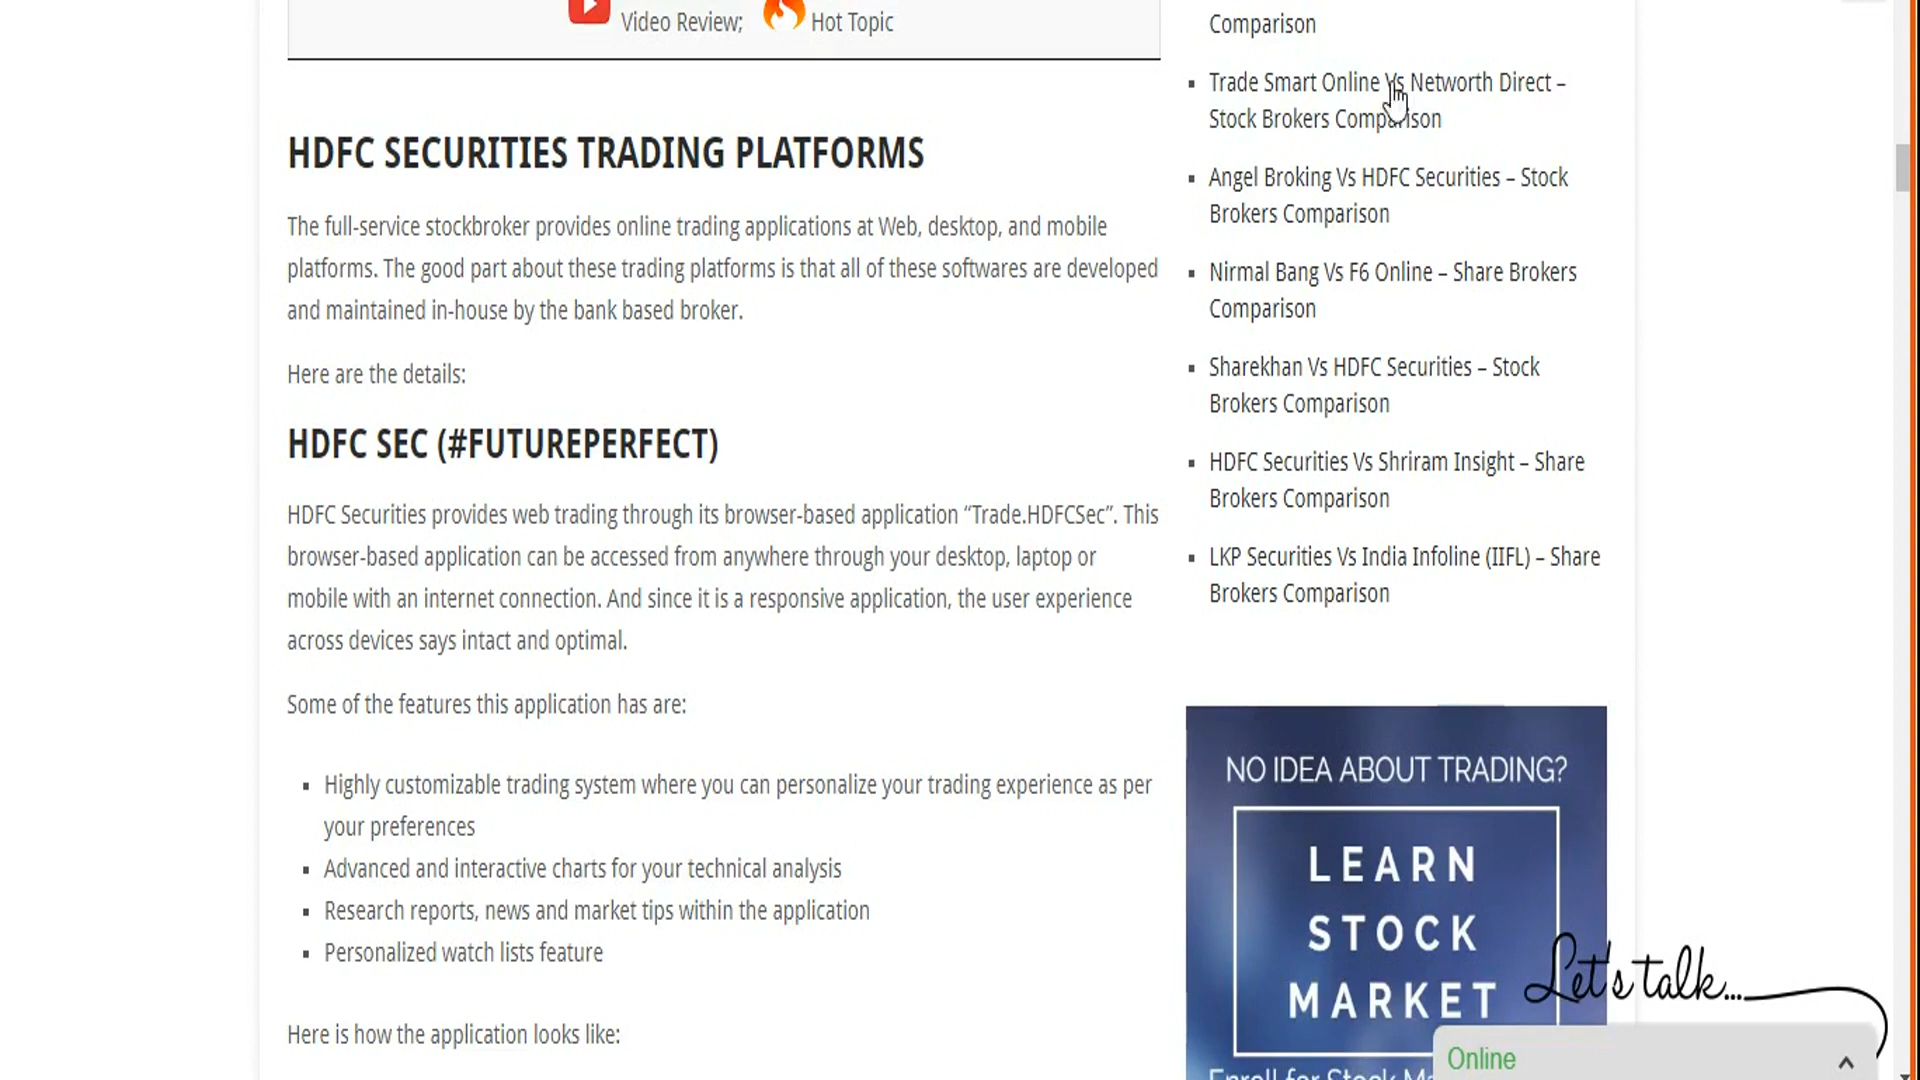 Video Review; Hot Topic
HDFC SECURITIES TRADING PLATFORMS
The full-service stockbroker provides online trading applications at Web, desktop, and mobile
platforms. The good part about these trading platforms is that all of these softwares are developed
and maintained in-house by the bank based broker.
Here are the details:
HDFC SEC (#FUTUREPERFECT)
HDFC Securities provides web trading through its browser-based application “Trade.HDFCSec”. This
browser-based application can be accessed from anywhere through your desktop, laptop or
mobile with an internet connection. And since it is a responsive application, the user experience
across devices says intact and optimal.
Some of the features this application has are:
Highly customizable trading system where you can personalize your trading experience as per
your preferences
Advanced and interactive charts for your technical analysis
Research reports, news and market tips within the application
Personalized watch lists feature
Here is how the application looks like:
Comparison
Trade Smart Online Vs Networth Direct –
Stock Brokers Comparison
Angel Broking Vs HDFC Securities – Stock
Brokers Comparison
Nirmal Bang Vs F6 Online – Share Brokers
Comparison
Sharekhan Vs HDFC Securities – Stock
Brokers Comparison
HDFC Securities Vs Shriram Insight – Share
Brokers Comparison
LKP Securities Vs India Infoline (IIFL) – Share
Brokers Comparison
NO IDEA ABOUT TRADING?
LEARN
STOCK
MARKET
Enroll for Stock
Let's talk...
Online